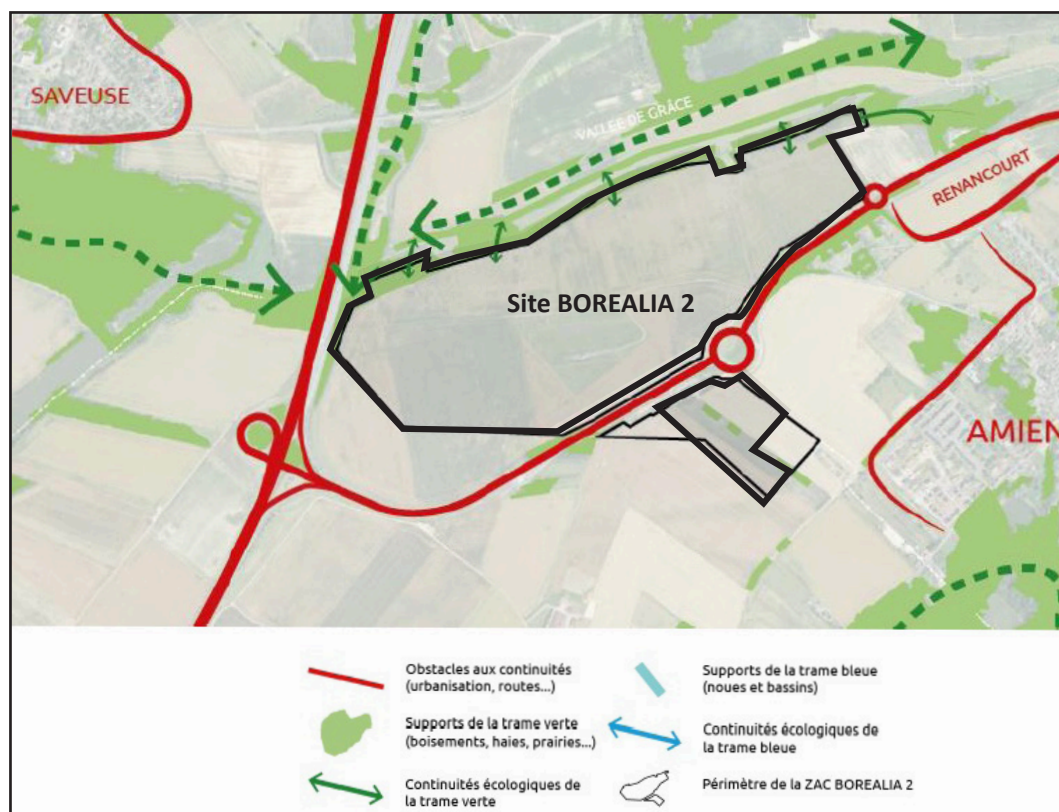 SAVEUSE
VALLÉE DE GRÂCE
RENANCOURT
Site BOREALIA 2
AMIEN
Obstacles aux continuités
(urbanisation, routes...)
Supports de la trame verte
(boisements, haies, prairies...)
Continuités écologiques de
la trame verte
Supports de la trame bleue
(noues et bassins)
Continuités écologiques de
la trame bleue
Périmètre de la ZAC BOREALIA 2